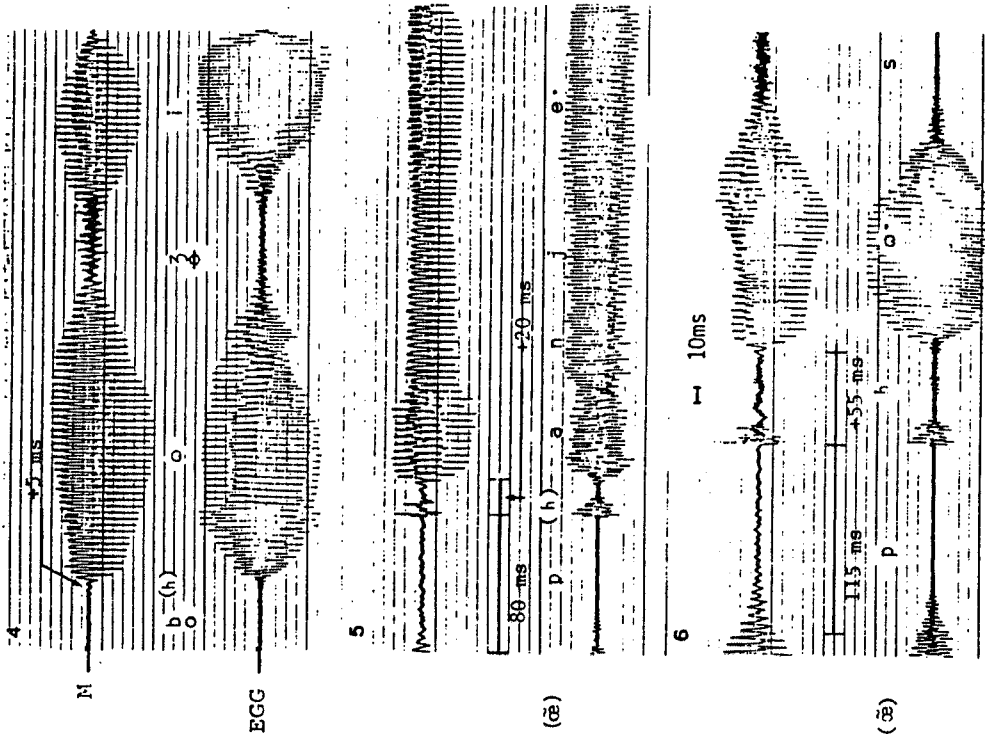 4
M
+5 ms
b̥ (h) o ʒ i
EGG
5
80 ms +20 ms
p (h) a n j e·
(œ̃)
6
10ms
115 ms +55 ms
p h o· s
(œ̃)